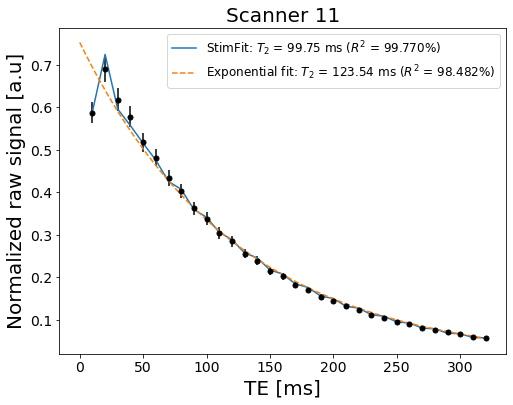 Scanner 11
StimFit: T₂ = 99.75 ms (R² = 99.770%)
Exponential fit: T₂ = 123.54 ms (R² = 98.482%)
Normalized raw signal [a.u]
0.7
0.6
0.5
0.4
0.3
0.2
0.1
0 50 100 150 200 250 300
TE [ms]